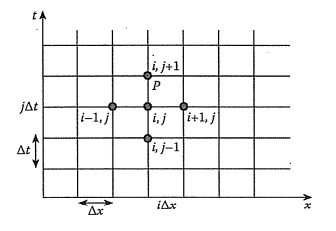 t
i, j+1
P
jΔt
i−1, j
i, j
i+1, j
Δt
i, j−1
Δx
iΔx
x